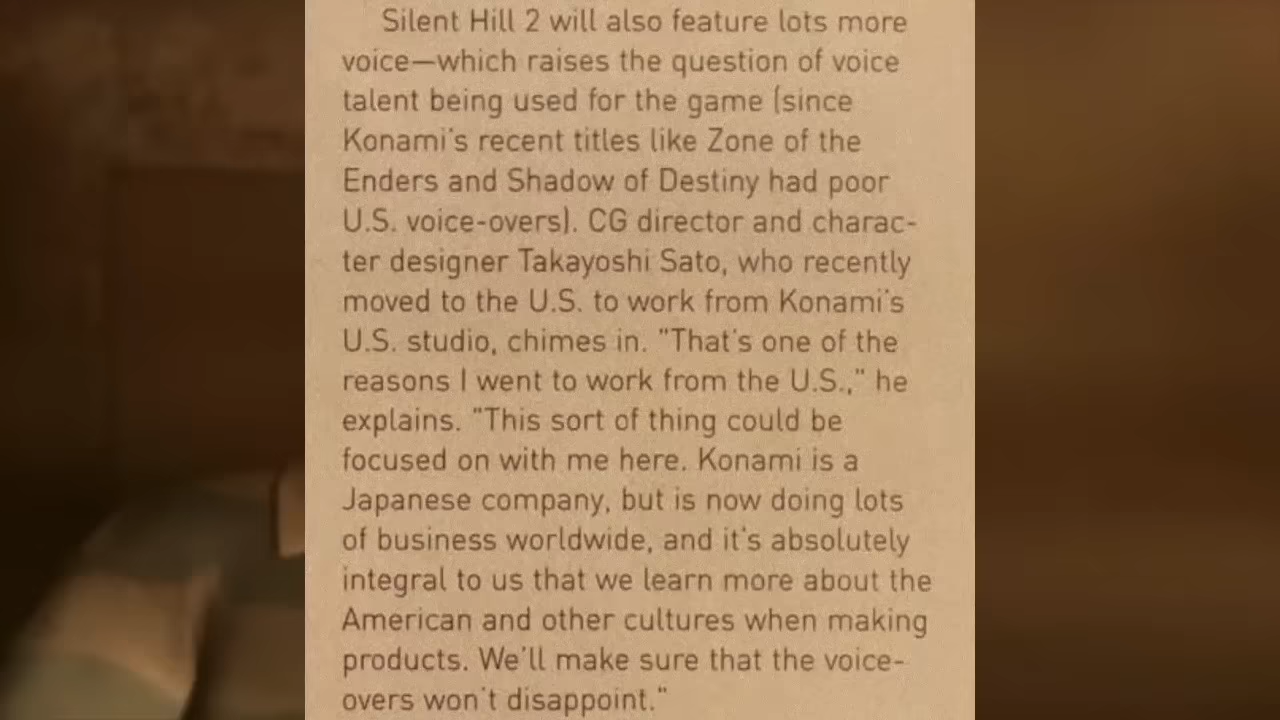 Silent Hill 2 will also feature lots more
voice—which raises the question of voice
talent being used for the game (since
Konami's recent titles like Zone of the
Enders and Shadow of Destiny had poor
U.S. voice-overs). CG director and charac-
ter designer Takayoshi Sato, who recently
moved to the U.S. to work from Konami's
U.S. studio, chimes in. "That's one of the
reasons I went to work from the U.S.," he
explains. "This sort of thing could be
focused on with me here. Konami is a
Japanese company, but is now doing lots
of business worldwide, and it's absolutely
integral to us that we learn more about the
American and other cultures when making
products. We'll make sure that the voice-
overs won't disappoint."